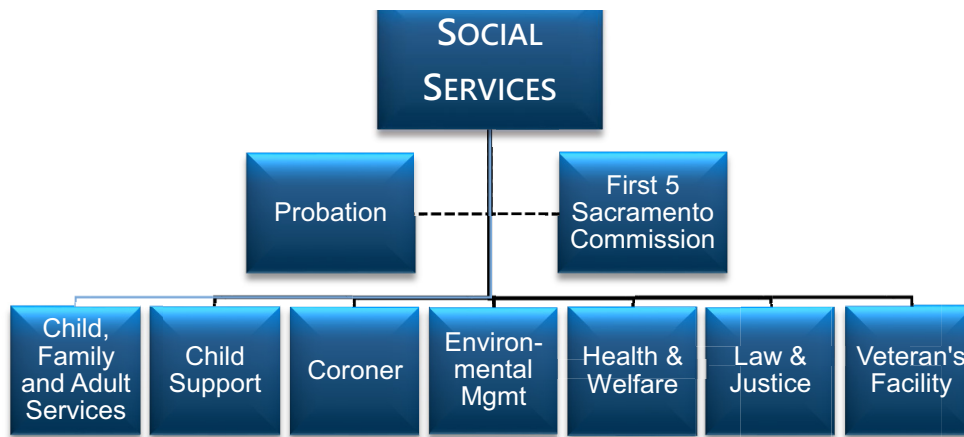 SOCIAL
SERVICES
Probation
First 5
Sacramento
Commission
Child,
Family
and Adult
Services
Child
Support
Coroner
Environ-
mental
Mgmt
Health &
Welfare
Law &
Justice
Veteran's
Facility